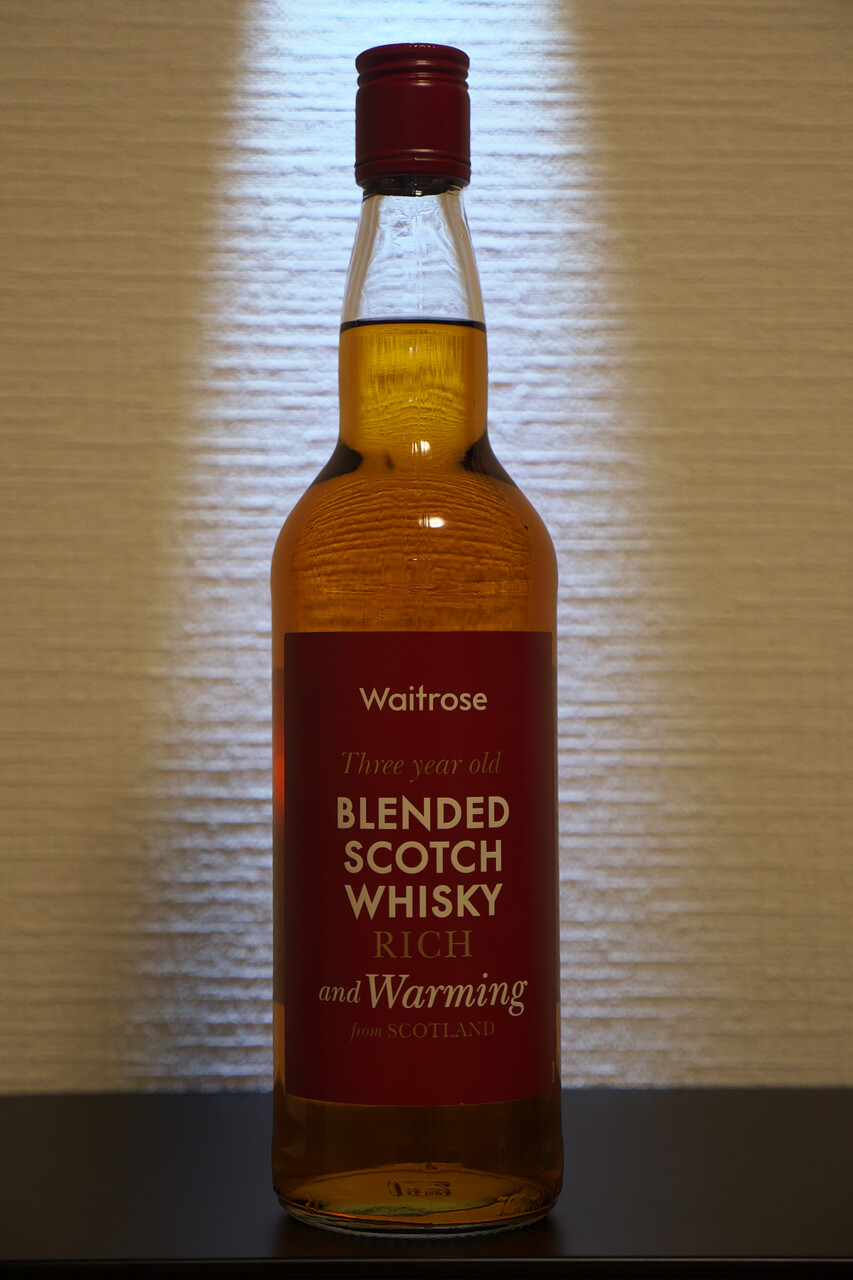 Waitrose
Three year old
BLENDED
SCOTCH
WHISKY
RICH
and Warming
from SCOTLAND